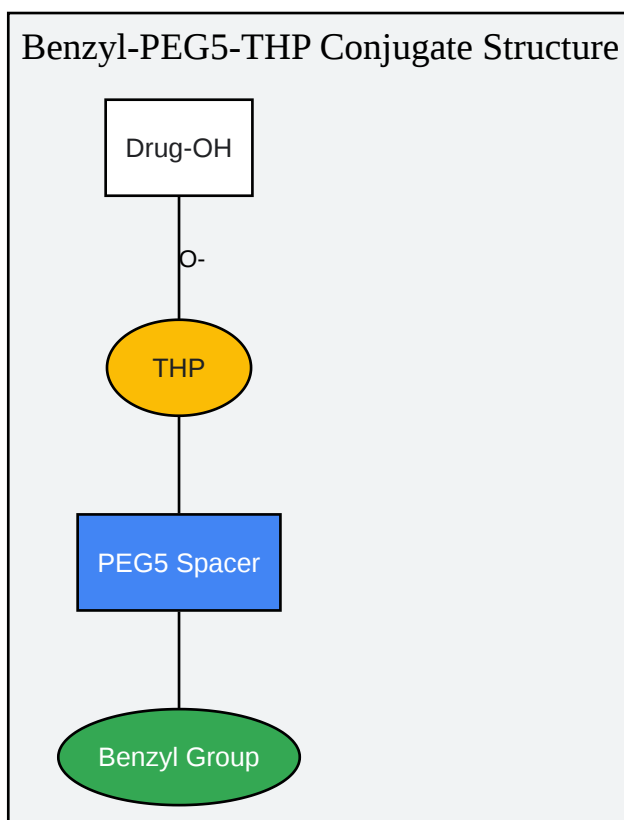 Benzyl-PEG5-THP Conjugate Structure
Drug-OH
O-
THP
PEG5 Spacer
Benzyl Group